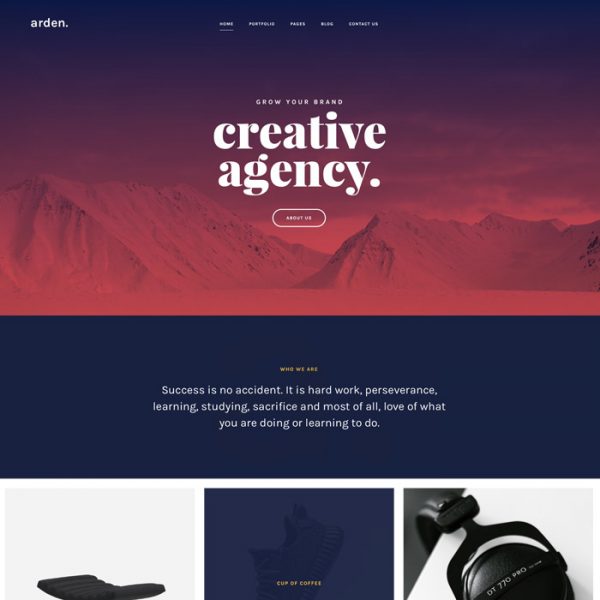 arden.
HOME PORTFOLIO PAGES BLOG CONTACT US
GROW YOUR BRAND
creative
agency.
ABOUT US
WHO WE ARE
Success is no accident. It is hard work, perseverance,
learning, studying, sacrifice and most of all, love of what
you are doing or learning to do.
CUP OF COFFEE
DT 770 PRO